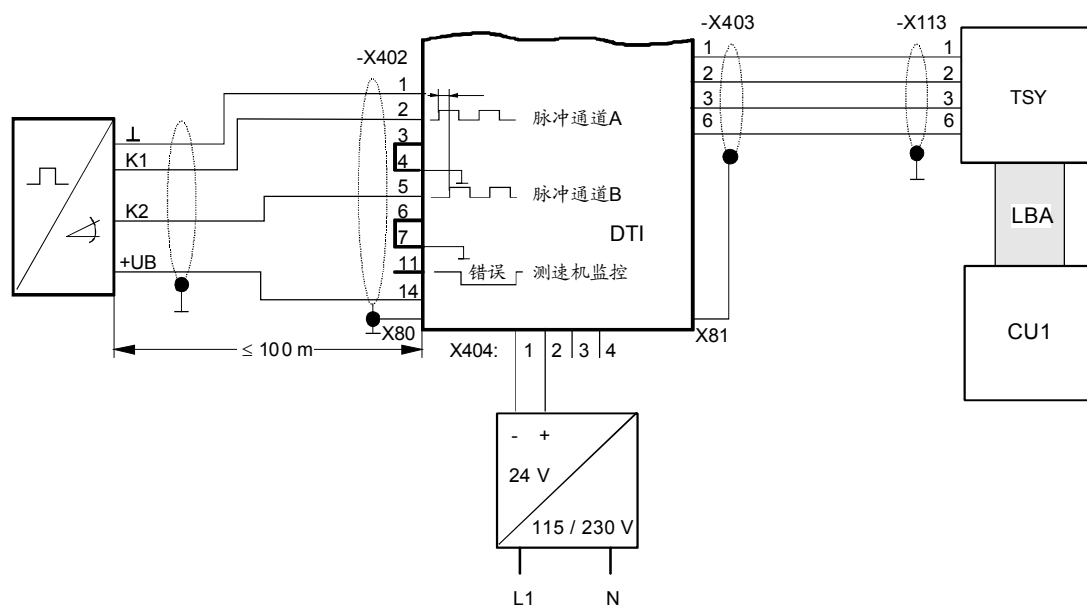 -X402
1
2
3
4
5
6
7
11
14
X80
⊥
K1
K2
+UB
≤ 100 m
脉冲通道A
脉冲通道B
DTI
错误 测速机监控
-X403
1
2
3
6
X81
-X113
1
2
3
6
TSY
LBA
CU1
X404: 1 2 3 4
- +
24 V
115 / 230 V
L1 N